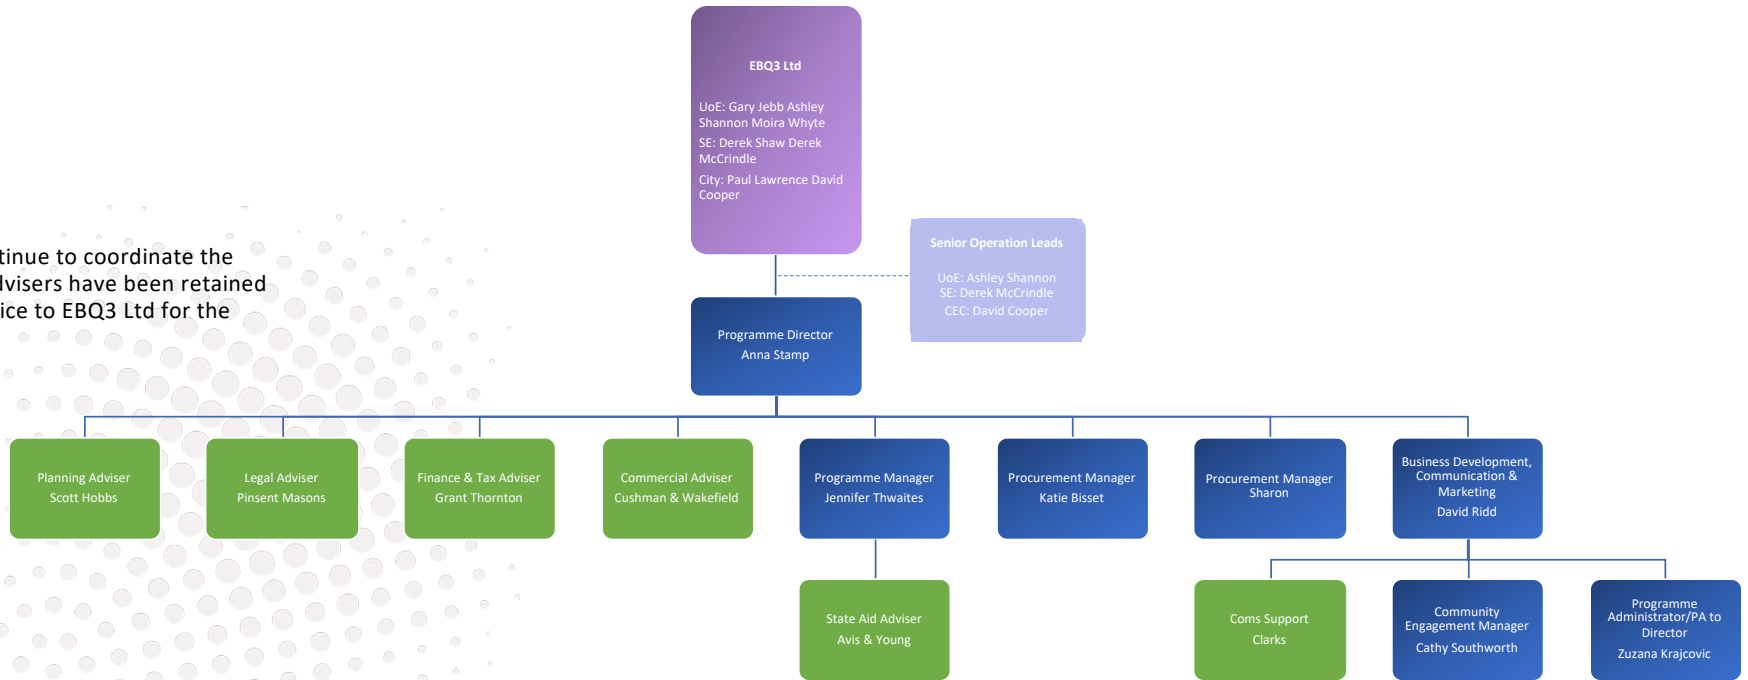 EBQ3 Ltd
UoE: Gary Jebb Ashley
Shannon Moira Whyte
SE: Derek Shaw Derek
McCrindle
City: Paul Lawrence David
Cooper
tinue to coordinate the
dvisers have been retained
ice to EBQ3 Ltd for the
Senior Operation Leads
UoE: Ashley Shannon
SE: Derek McCrindle
CEC: David Cooper
Programme Director
Anna Stamp
Planning Adviser
Scott Hobbs
Legal Adviser
Pinsent Masons
Finance & Tax Adviser
Grant Thornton
Commercial Adviser
Cushman & Wakefield
Programme Manager
Jennifer Thwaites
Procurement Manager
Katie Bisset
Procurement Manager
Sharon
Business Development,
Communication &
Marketing
David Ridd
State Aid Adviser
Avis & Young
Coms Support
Clarks
Community
Engagement Manager
Cathy Southworth
Programme
Administrator/PA to
Director
Zuzana Krajcovic